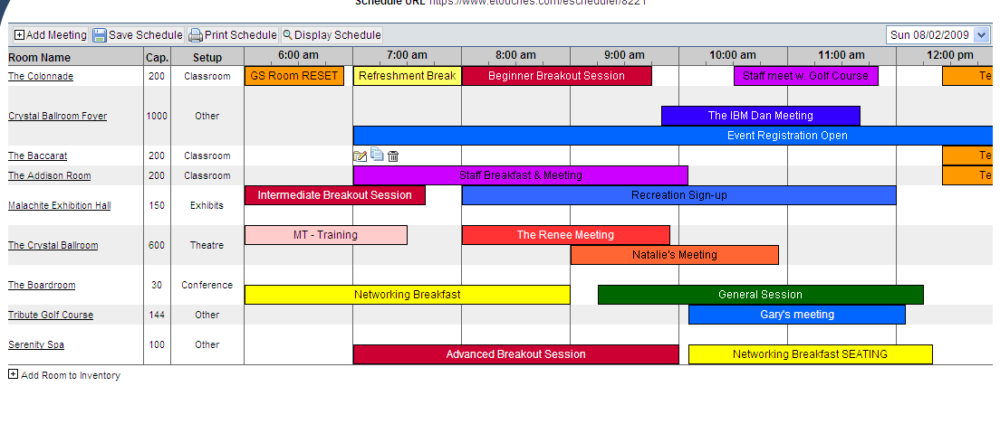 Schedule URL https://www.etouches.com/escheduler/8221
Add Meeting Save Schedule Print Schedule Display Schedule Sun 08/02/2009
Room Name Cap. Setup 6:00 am 7:00 am 8:00 am 9:00 am 10:00 am 11:00 am 12:00 pm
The Colonnade 200 Classroom GS Room RESET Refreshment Break Beginner Breakout Session Staff meet w. Golf Course Te
The IBM Dan Meeting
Crystal Ballroom Foyer 1000 Other
Event Registration Open
The Baccarat 200 Classroom Te
The Addison Room 200 Classroom Staff Breakfast & Meeting Te
Intermediate Breakout Session Recreation Sign-up
Malachite Exhibition Hall 150 Exhibits
MT - Training The Renee Meeting
The Crystal Ballroom 600 Theatre
Natalie's Meeting
The Boardroom 30 Conference
Networking Breakfast General Session
Tribute Golf Course 144 Other Gary's meeting
Serenity Spa 100 Other
Advanced Breakout Session Networking Breakfast SEATING
Add Room to Inventory